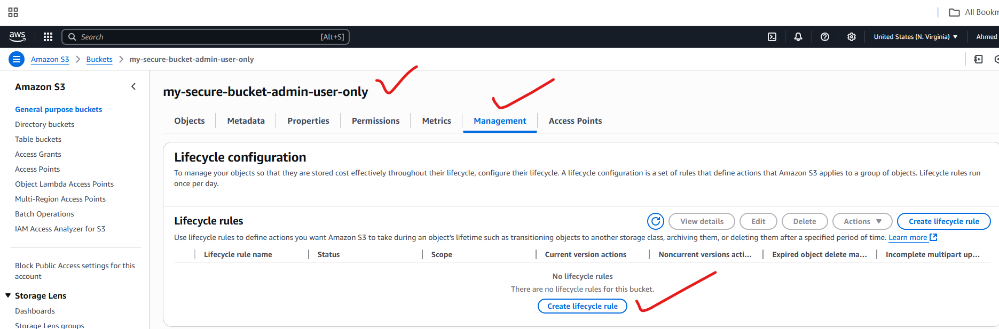 All Bookm
aws
Search
[Alt+S]
United States (N. Virginia)
Ahmed
Amazon S3
Buckets
my-secure-bucket-admin-user-only
Amazon S3
General purpose buckets
Directory buckets
Table buckets
Access Grants
Access Points
Object Lambda Access Points
Multi-Region Access Points
Batch Operations
IAM Access Analyzer for S3
Block Public Access settings for this
account
Storage Lens
Dashboards
Storage Lens groups
my-secure-bucket-admin-user-only
Objects
Metadata
Properties
Permissions
Metrics
Management
Access Points
Lifecycle configuration
To manage your objects so that they are stored cost effectively throughout their lifecycle, configure their lifecycle. A lifecycle configuration is a set of rules that define actions that Amazon S3 applies to a group of objects. Lifecycle rules run
once per day.
Lifecycle rules
View details
Edit
Delete
Actions
Create lifecycle rule
Use lifecycle rules to define actions you want Amazon S3 to take during an object's lifetime such as transitioning objects to another storage class, archiving them, or deleting them after a specified period of time. Learn more
Lifecycle rule name
Status
Scope
Current version actions
Noncurrent versions acti...
Expired object delete ma...
Incomplete multipart up...
No lifecycle rules
There are no lifecycle rules for this bucket.
Create lifecycle rule